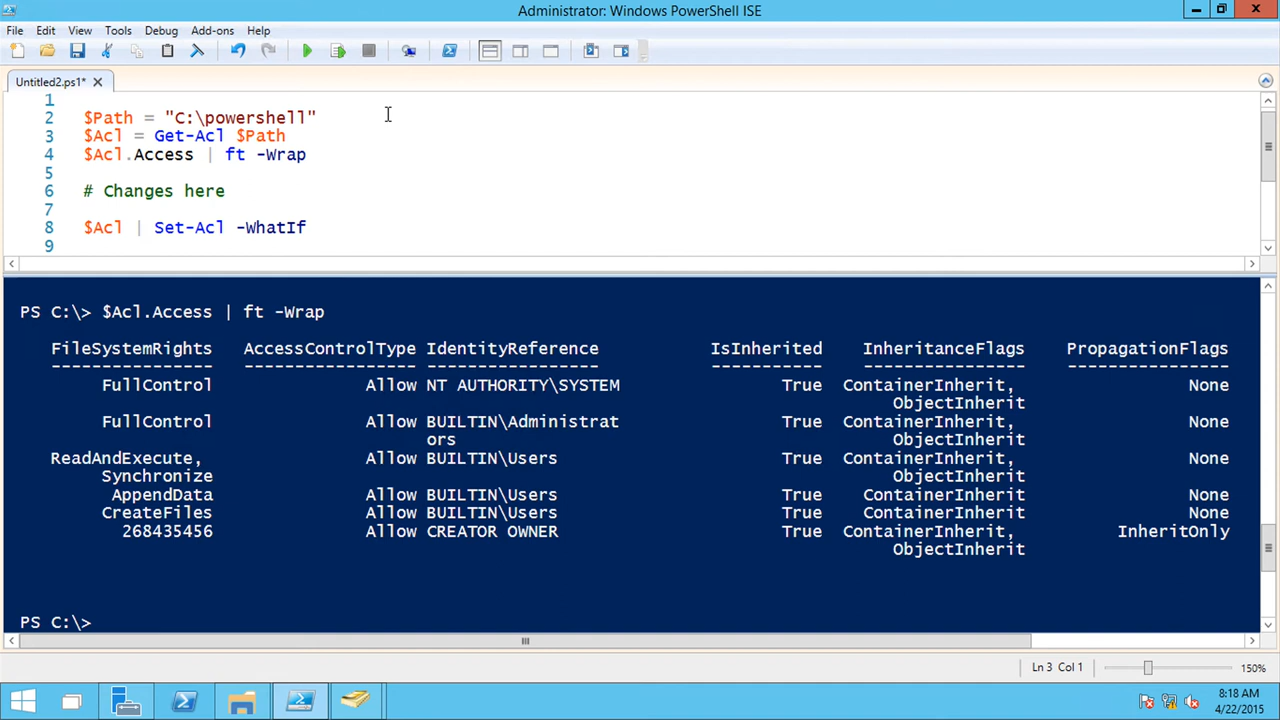 Administrator: Windows PowerShell ISE
File Edit View Tools Debug Add-ons Help
Untitled2.ps1*
1
2 $Path = "C:\powershell"
3 $Acl = Get-Acl $Path
4 $Acl.Access | ft -Wrap
5
6 # Changes here
7
8 $Acl | Set-Acl -WhatIf
9
PS C:\> $Acl.Access | ft -Wrap
FileSystemRights AccessControlType IdentityReference IsInherited InheritanceFlags PropagationFlags
---------------- ----------------- ----------------- ----------- ---------------- ----------------
FullControl Allow NT AUTHORITY\SYSTEM True ContainerInherit, None
ObjectInherit
FullControl Allow BUILTIN\Administrat True ContainerInherit, None
ors ObjectInherit
ReadAndExecute, Allow BUILTIN\Users True ContainerInherit, None
Synchronize ObjectInherit
AppendData Allow BUILTIN\Users True ContainerInherit None
CreateFiles Allow BUILTIN\Users True ContainerInherit None
268435456 Allow CREATOR OWNER True ContainerInherit, InheritOnly
ObjectInherit
PS C:\>
Ln 3 Col 1 150%
8:18 AM
4/22/2015